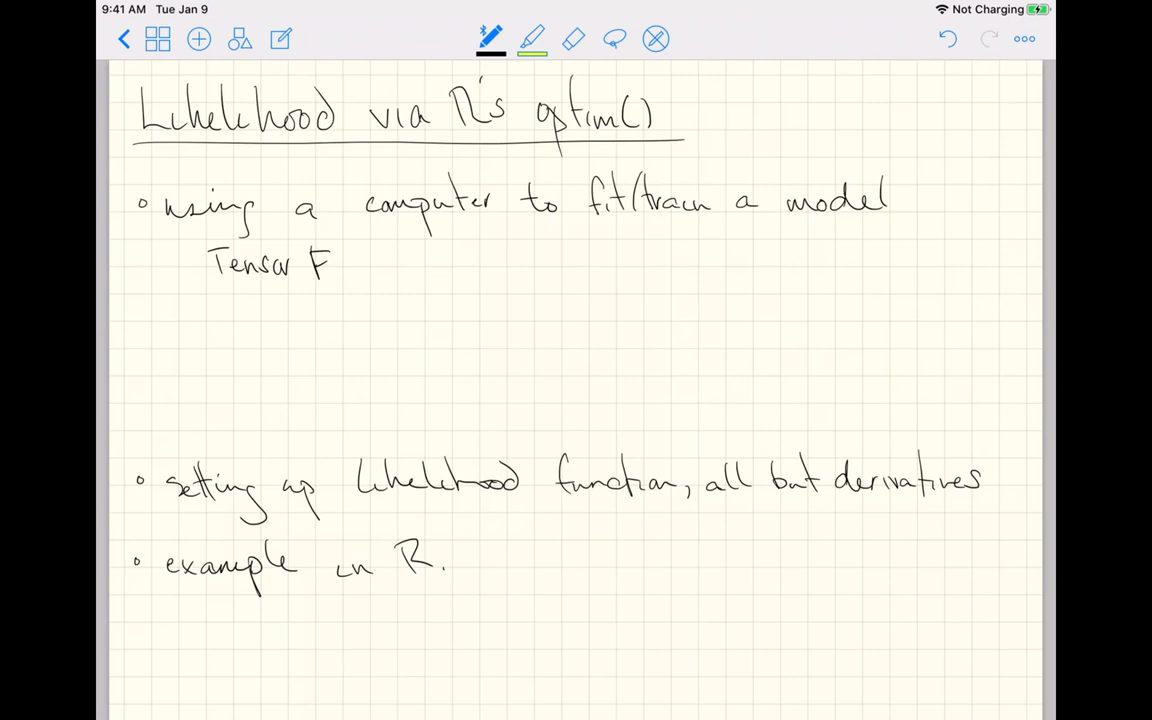 9:41 AM Tue Jan 9
Not Charging
Likelihood via R's optim()
• using a computer to fit/train a model
Tensor F
• setting up likelihood function, all but derivatives
• example in R.